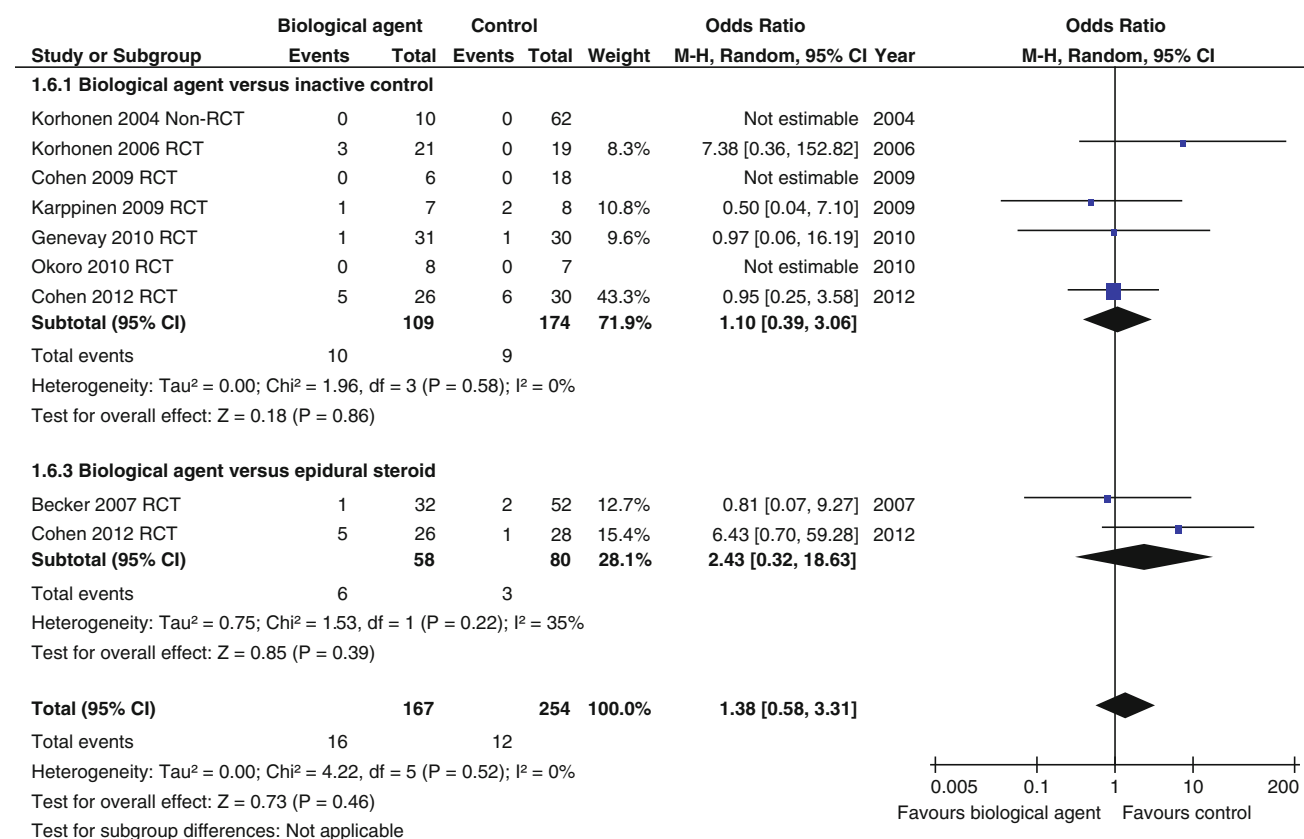 Biological agent Control Odds Ratio Odds Ratio
Study or Subgroup Events Total Events Total Weight M-H, Random, 95% CI Year M-H, Random, 95% CI
1.6.1 Biological agent versus inactive control
Korhonen 2004 Non-RCT 0 10 0 62 Not estimable 2004
Korhonen 2006 RCT 3 21 0 19 8.3% 7.38 [0.36, 152.82] 2006
Cohen 2009 RCT 0 6 0 18 Not estimable 2009
Karppinen 2009 RCT 1 7 2 8 10.8% 0.50 [0.04, 7.10] 2009
Genevay 2010 RCT 1 31 1 30 9.6% 0.97 [0.06, 16.19] 2010
Okoro 2010 RCT 0 8 0 7 Not estimable 2010
Cohen 2012 RCT 5 26 6 30 43.3% 0.95 [0.25, 3.58] 2012
Subtotal (95% CI) 109 174 71.9% 1.10 [0.39, 3.06]
Total events 10 9
Heterogeneity: Tau² = 0.00; Chi² = 1.96, df = 3 (P = 0.58); I² = 0%
Test for overall effect: Z = 0.18 (P = 0.86)
1.6.3 Biological agent versus epidural steroid
Becker 2007 RCT 1 32 2 52 12.7% 0.81 [0.07, 9.27] 2007
Cohen 2012 RCT 5 26 1 28 15.4% 6.43 [0.70, 59.28] 2012
Subtotal (95% CI) 58 80 28.1% 2.43 [0.32, 18.63]
Total events 6 3
Heterogeneity: Tau² = 0.75; Chi² = 1.53, df = 1 (P = 0.22); I² = 35%
Test for overall effect: Z = 0.85 (P = 0.39)
Total (95% CI) 167 254 100.0% 1.38 [0.58, 3.31]
Total events 16 12
Heterogeneity: Tau² = 0.00; Chi² = 4.22, df = 5 (P = 0.52); I² = 0%
Test for overall effect: Z = 0.73 (P = 0.46)
Test for subgroup differences: Not applicable
0.005 0.1 1 10 200
Favours biological agent Favours control